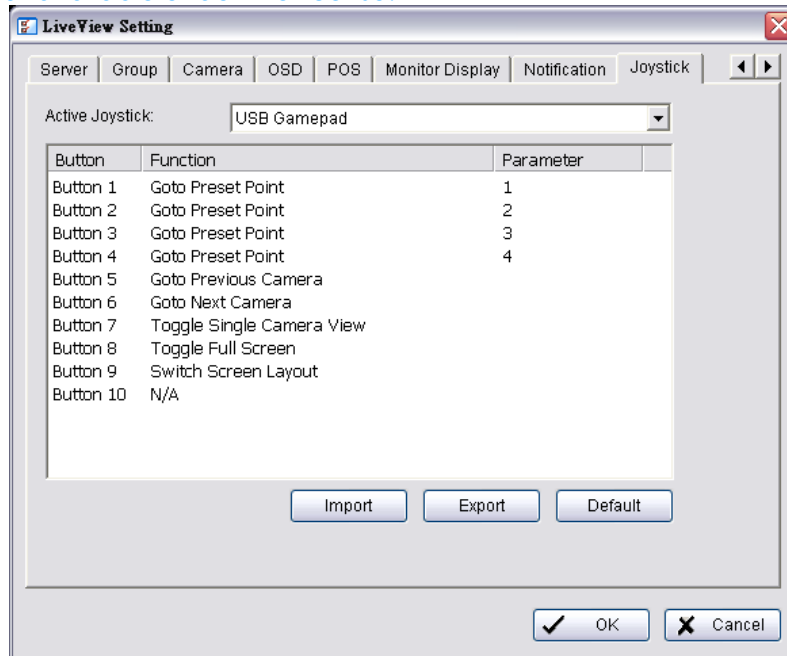 LiveView Setting
Server Group Camera OSD POS Monitor Display Notification Joystick
Active Joystick: USB Gamepad
Button Function Parameter
Button 1 Goto Preset Point 1
Button 2 Goto Preset Point 2
Button 3 Goto Preset Point 3
Button 4 Goto Preset Point 4
Button 5 Goto Previous Camera
Button 6 Goto Next Camera
Button 7 Toggle Single Camera View
Button 8 Toggle Full Screen
Button 9 Switch Screen Layout
Button 10 N/A
Import Export Default
OK Cancel